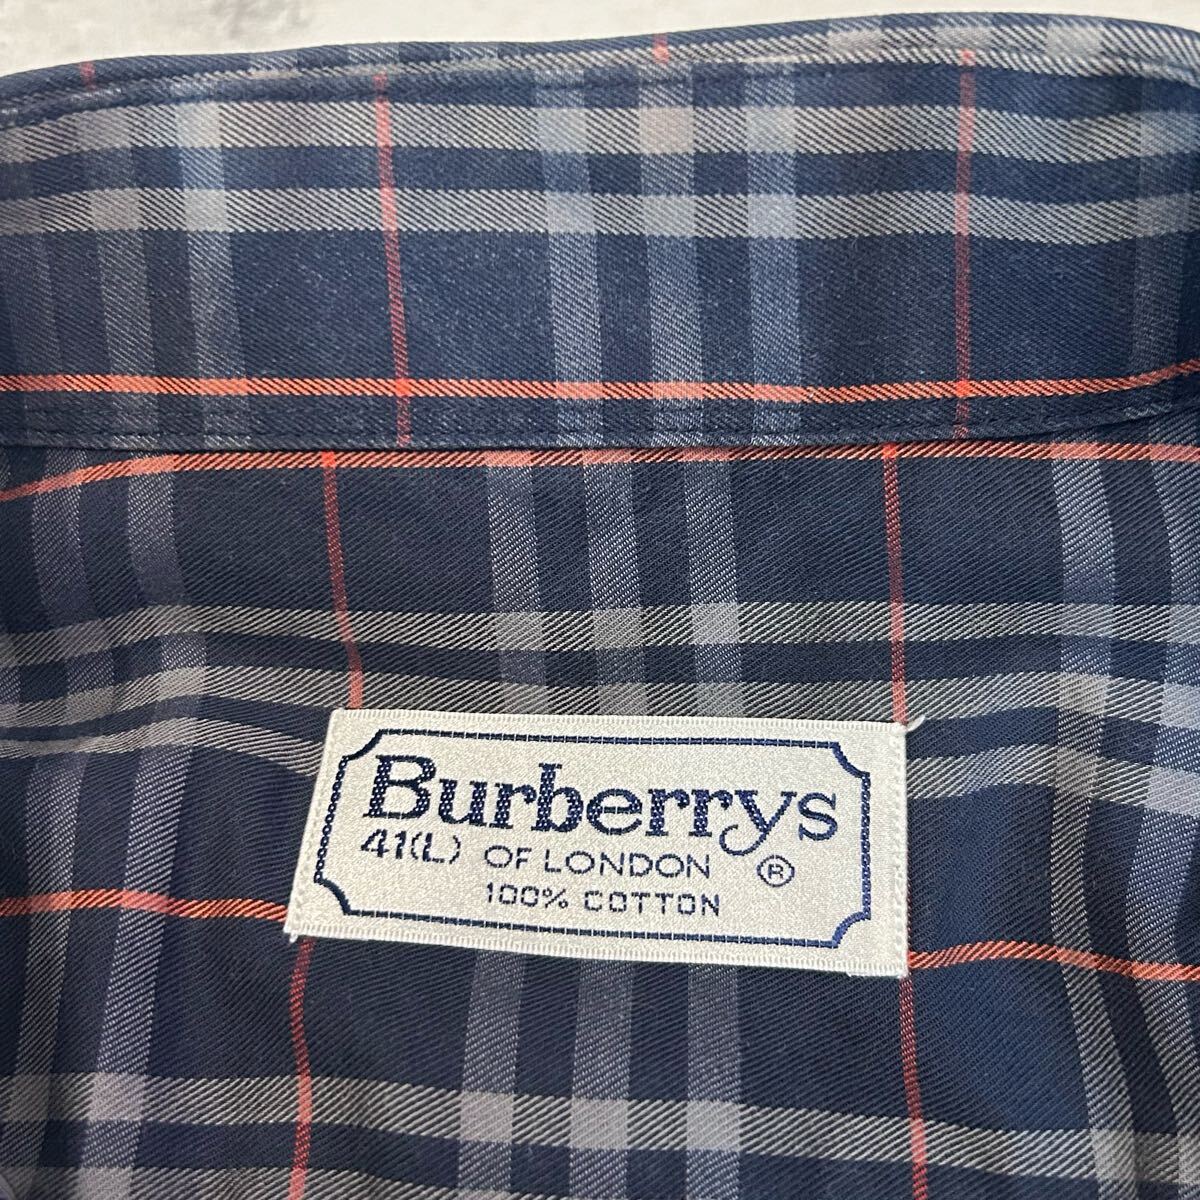 Burberrys
41(L) OF LONDON ®
100% COTTON